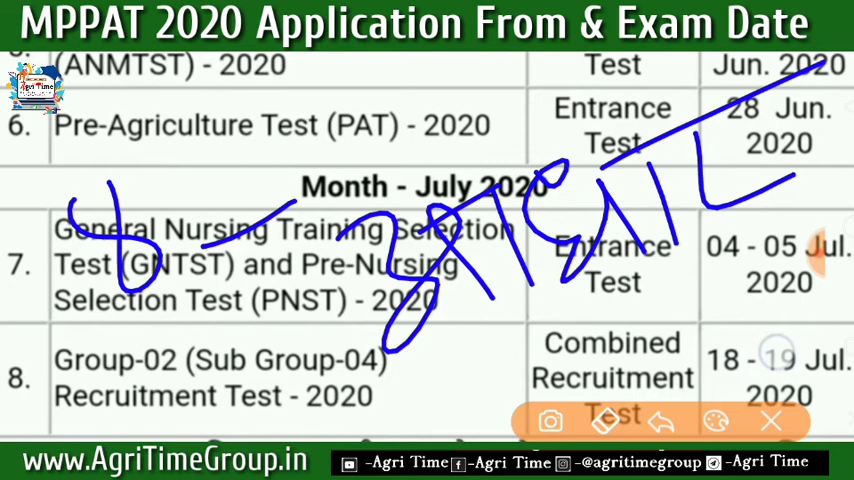 MPPAT 2020 Application From & Exam Date
(ANMTST) - 2020 Test Jun. 2020
Agri Time
6. Pre-Agriculture Test (PAT) - 2020 Entrance Test 28 Jun. 2020
Month - July 2020
7. General Nursing Training Selection Test (GNTST) and Pre-Nursing Selection Test (PNST) - 2020 Entrance Test 04 - 05 Jul. 2020
8. Group-02 (Sub Group-04) Recruitment Test - 2020 Combined Recruitment Test 18 - 19 Jul. 2020
www.AgriTimeGroup.in -Agri Time -Agri Time -@agritimegroup -Agri Time